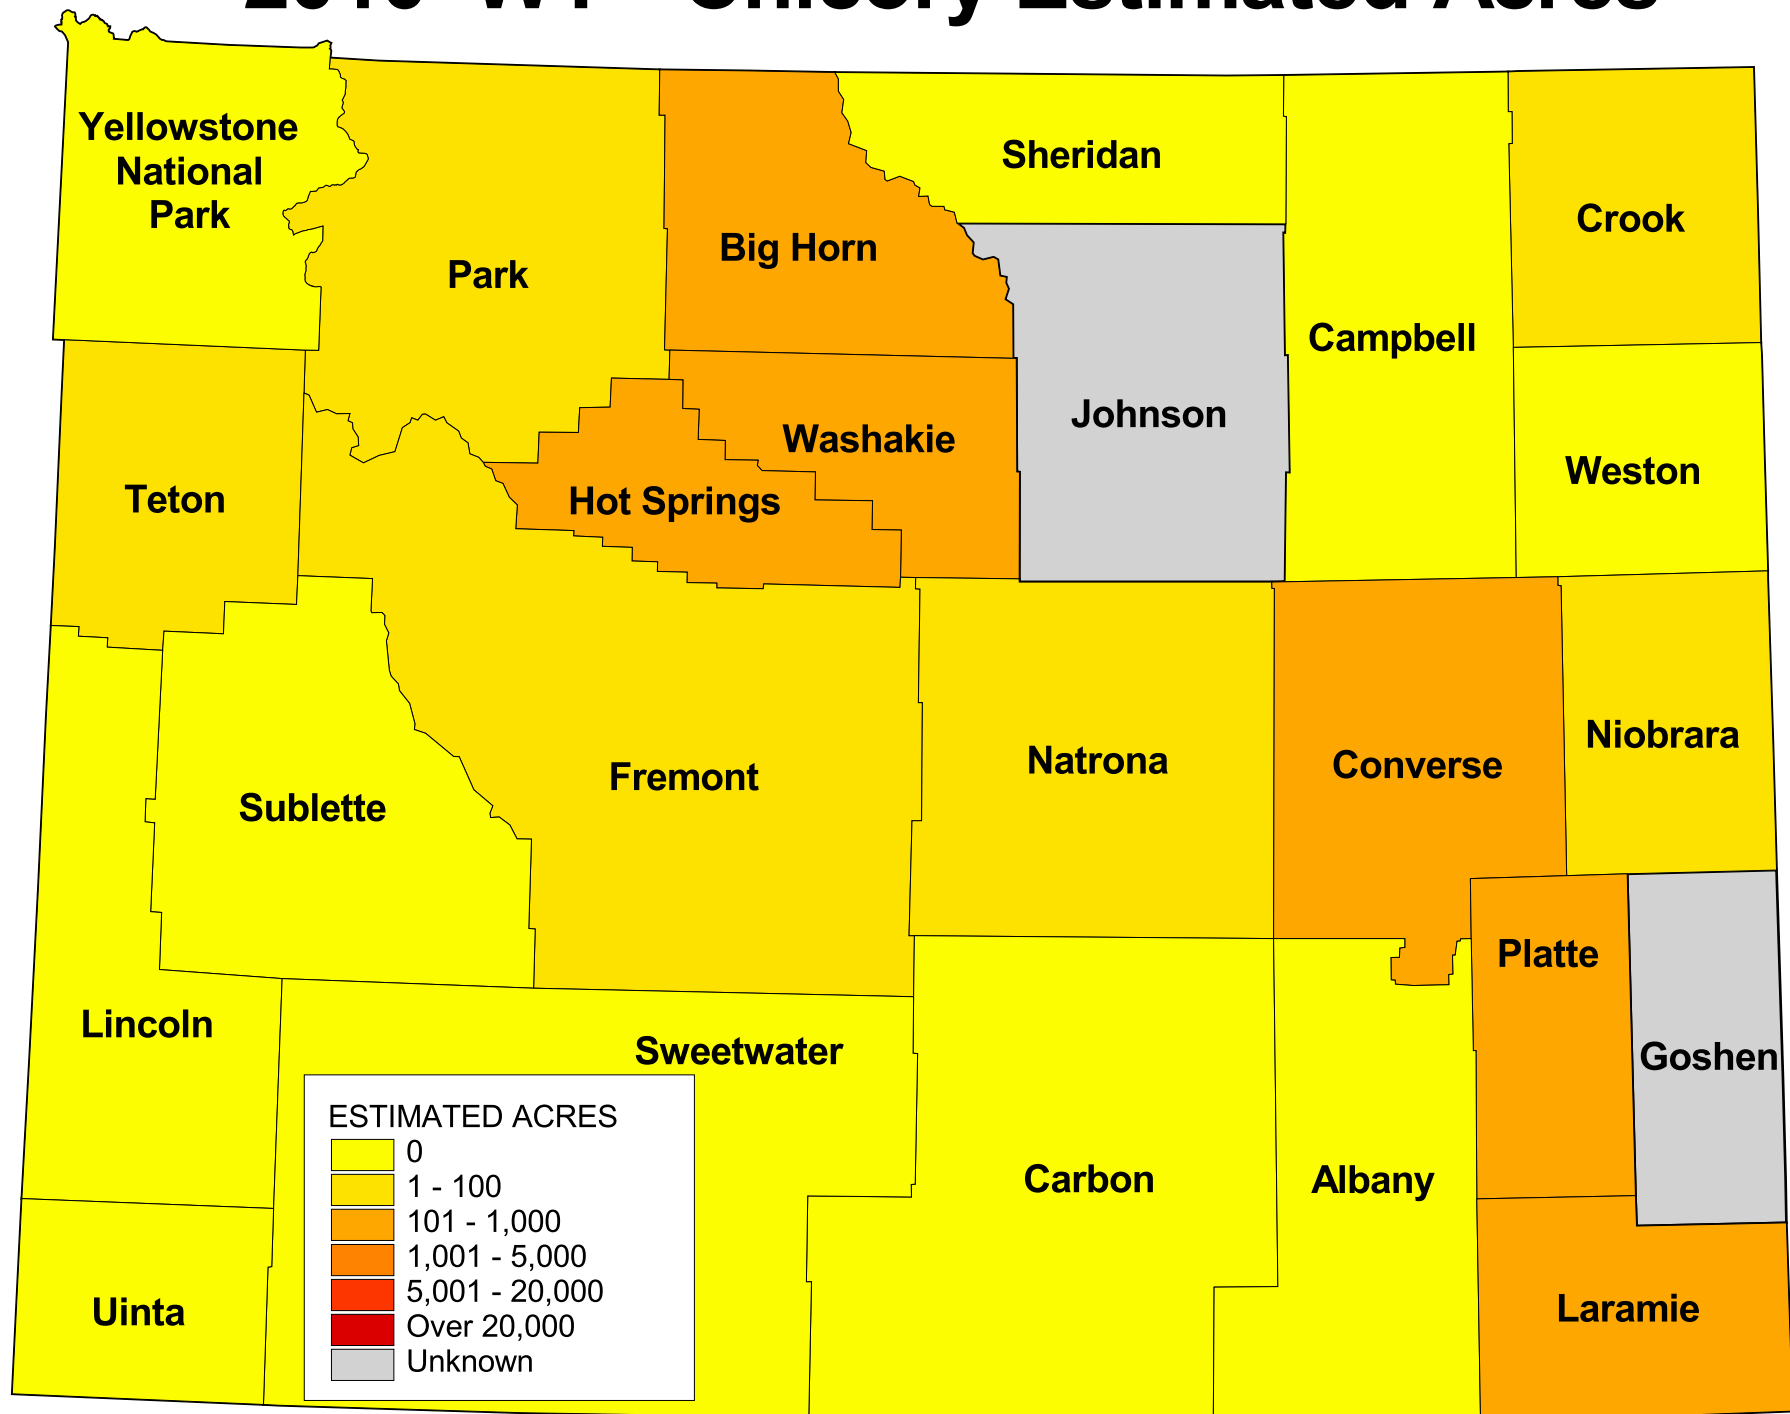 Estimated Acres
Yellowstone
National
Park
Park
Big Horn
Sheridan
Campbell
Crook
Johnson
Weston
Teton
Hot Springs
Washakie
Sublette
Fremont
Natrona
Converse
Niobrara
Lincoln
Sweetwater
Carbon
Albany
Platte
Goshen
Uinta
Laramie
ESTIMATED ACRES
0
1 - 100
101 - 1,000
1,001 - 5,000
5,001 - 20,000
Over 20,000
Unknown